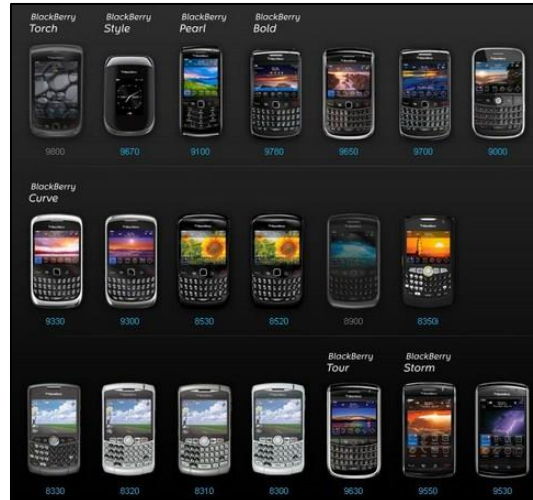 BlackBerry BlackBerry BlackBerry BlackBerry
Torch Style Pearl Bold
9800 9670 9100 9780 9650 9700 9000
BlackBerry
Curve
9330 9300 8530 8520 8900 8350i
BlackBerry BlackBerry
Tour Storm
8330 8320 8310 8300 9630 9550 9530